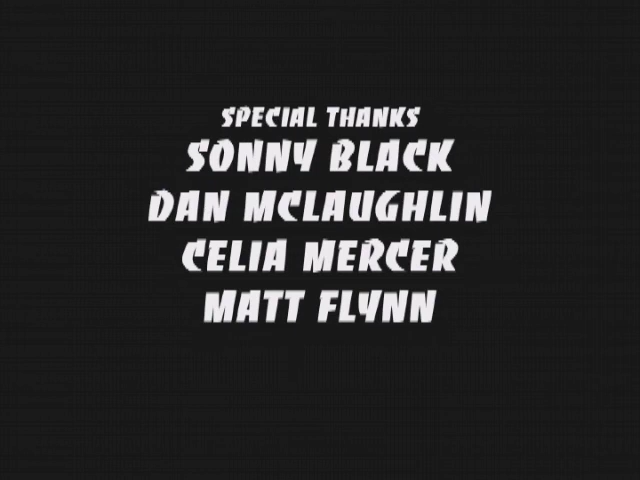 SPECIAL THANKS
SONNY BLACK
DAN MCLAUGHLIN
CELIA MERCER
MATT FLYNN